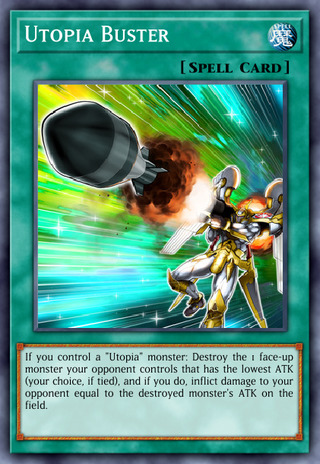 Utopia Buster
[Spell Card]
If you control a "Utopia" monster: Destroy the 1 face-up
monster your opponent controls that has the lowest ATK
(your choice, if tied), and if you do, inflict damage to your
opponent equal to the destroyed monster's ATK on the
field.